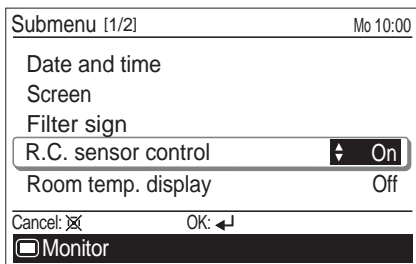 Submenu [1/2] Mo 10:00
Date and time
Screen
Filter sign
R.C. sensor control On
Room temp. display Off
Cancel: OK:
Monitor